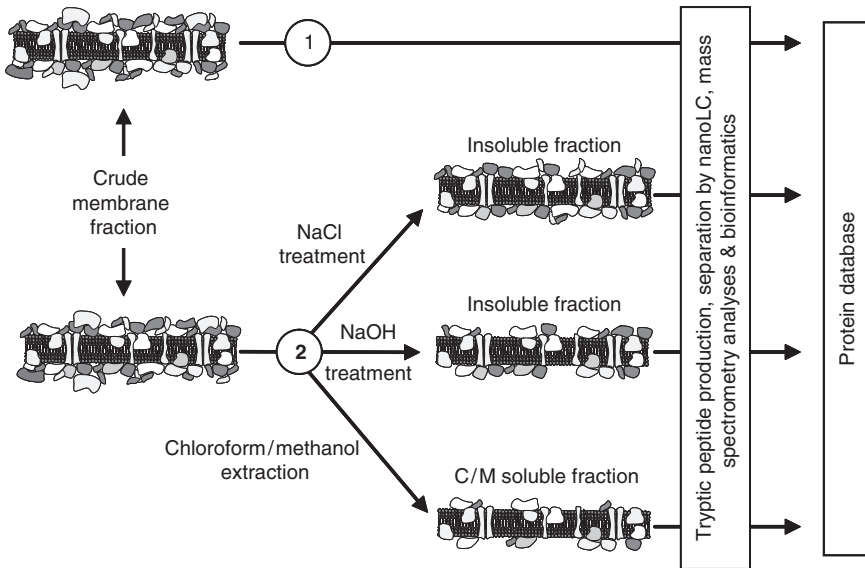 1
Crude
membrane
fraction
2
NaCl
treatment
NaOH
treatment
Chloroform/methanol
extraction
Insoluble fraction
Insoluble fraction
C/M soluble fraction
Tryptic peptide production, separation by nanoLC, mass
spectrometry analyses & bioinformatics
Protein database